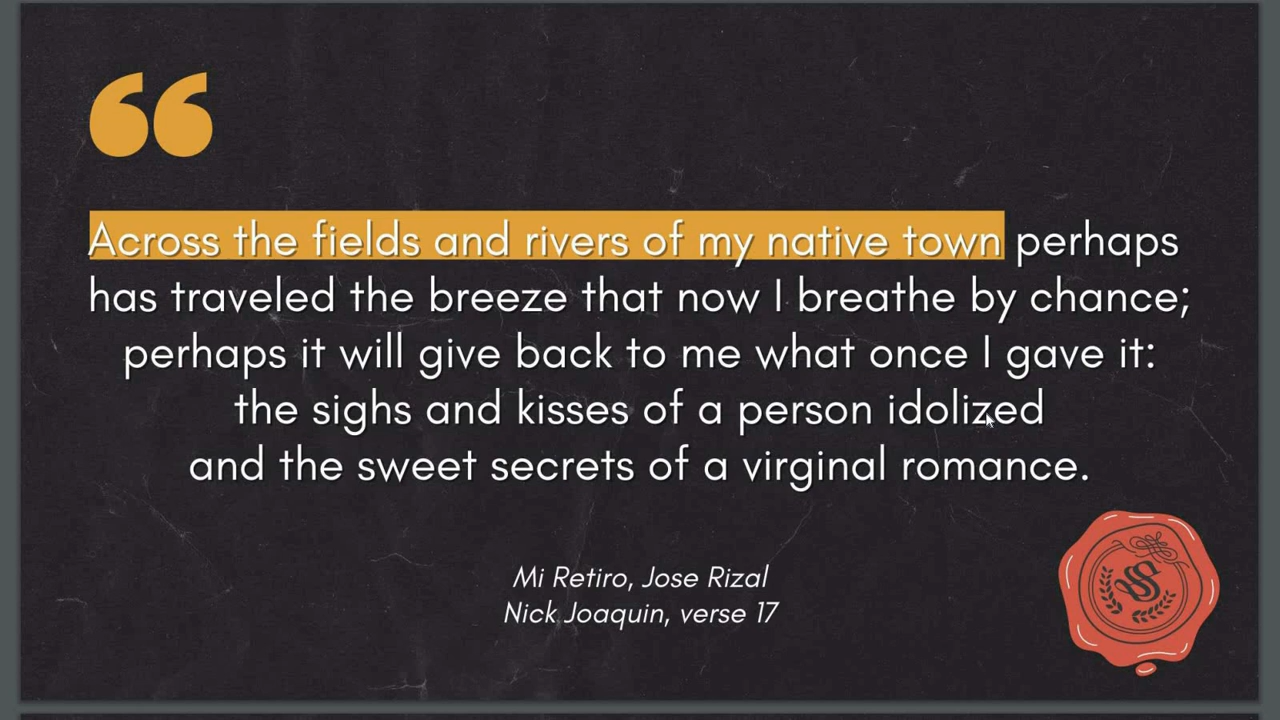 “
Across the fields and rivers of my native town perhaps
has traveled the breeze that now I breathe by chance;
perhaps it will give back to me what once I gave it:
the sighs and kisses of a person idolized
and the sweet secrets of a virginal romance.
Mi Retiro, Jose Rizal
Nick Joaquin, verse 17